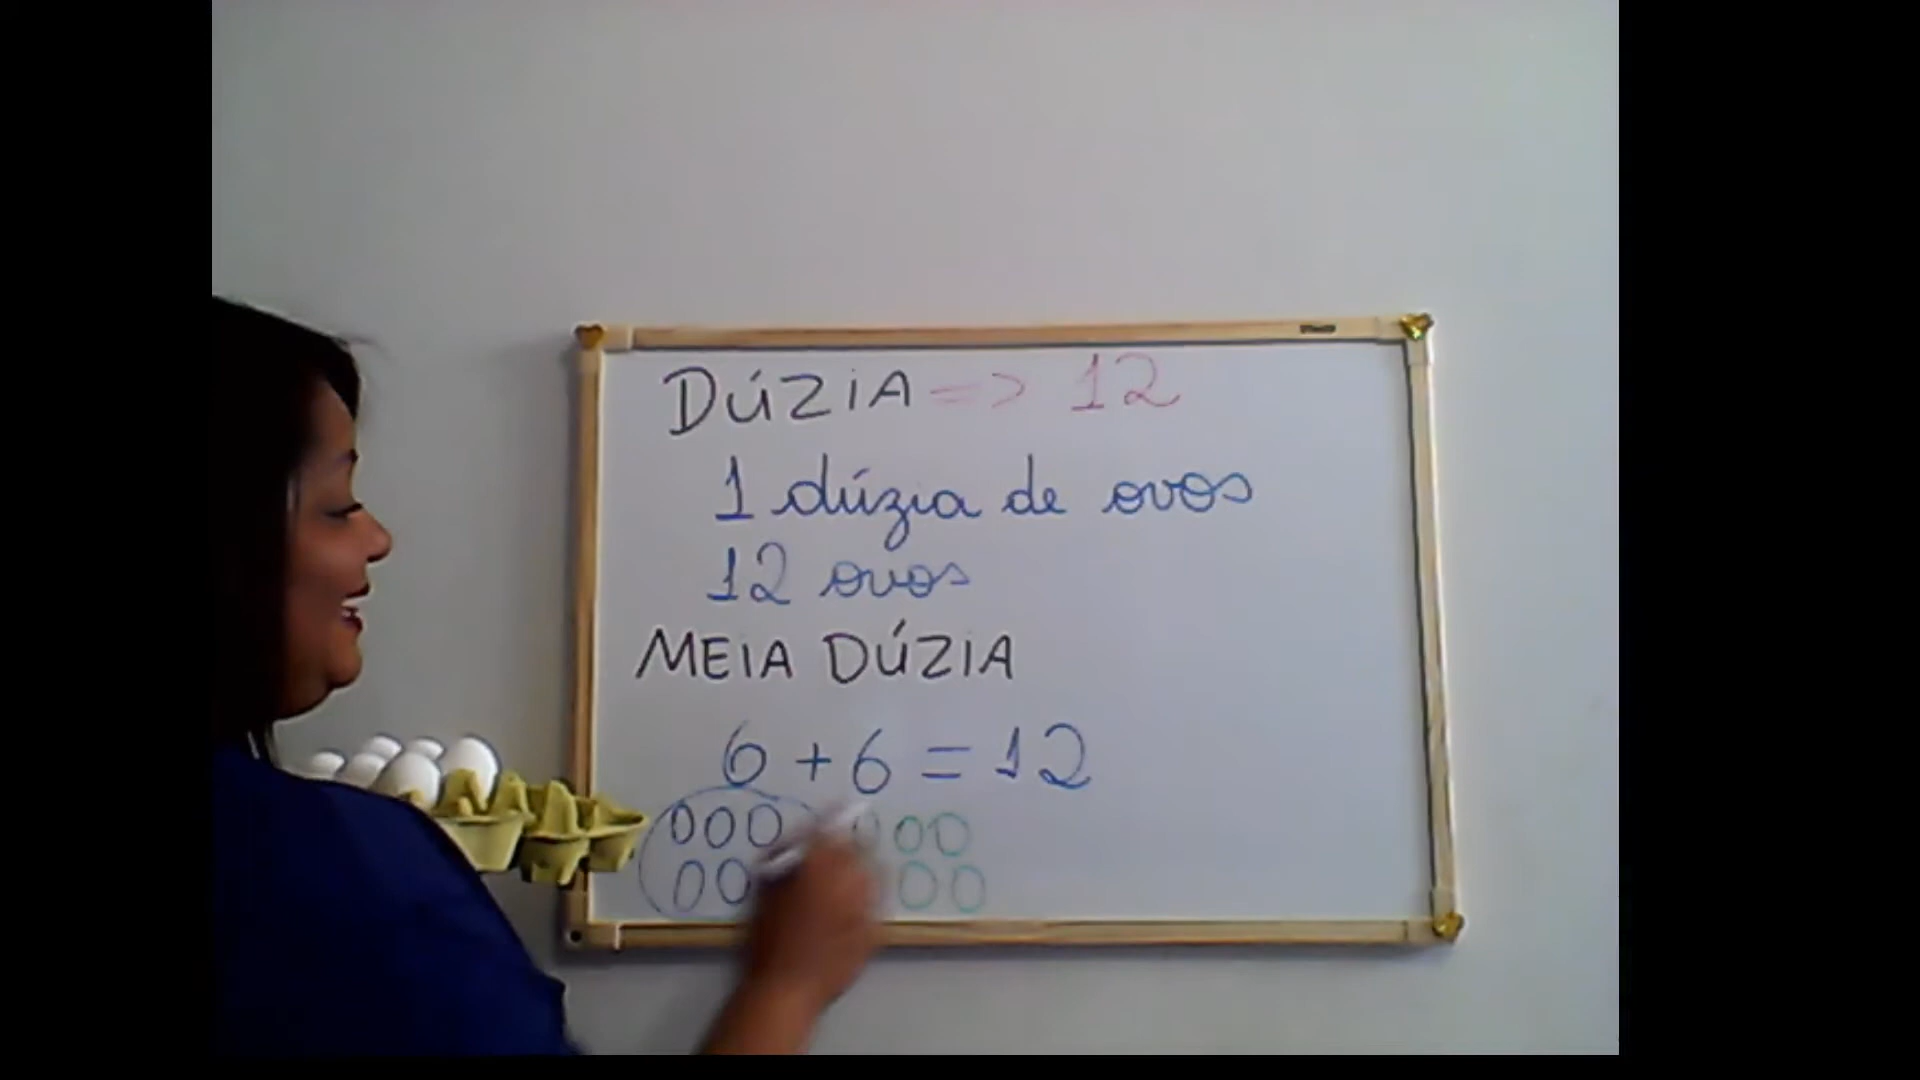 DÚZIA => 12
1 dúzia de ovos
12 ovos
MEIA DÚZIA
6 + 6 = 12